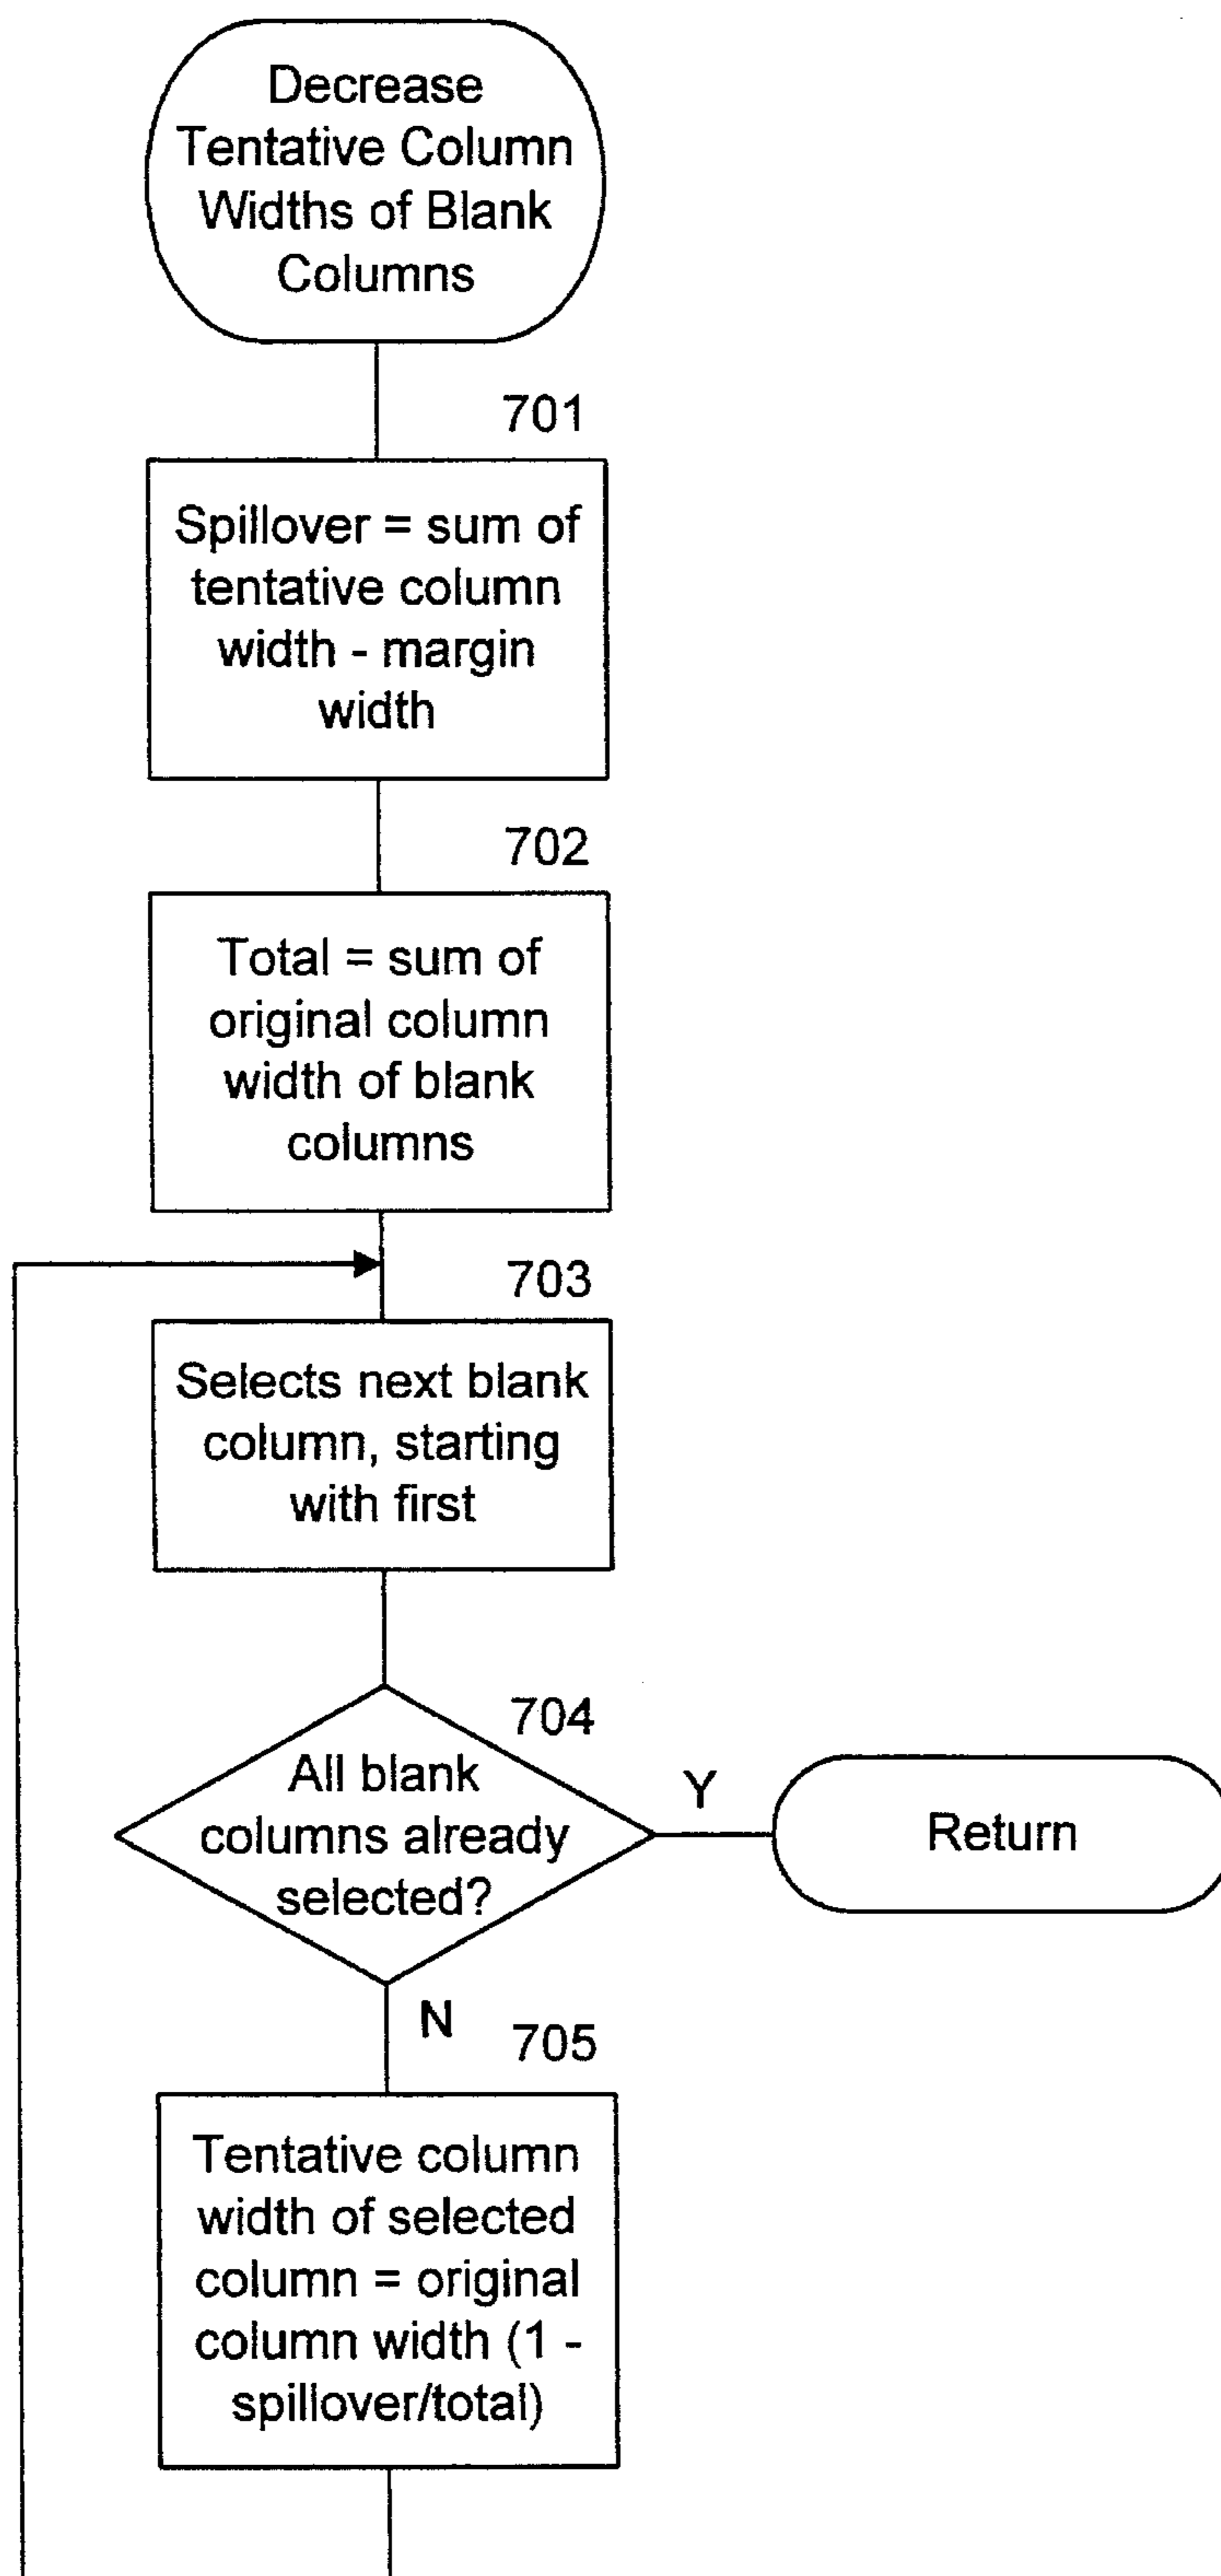 Decrease
Tentative Column
Widths of Blank
Columns
701
Spillover = sum of
tentative column
width - margin
width
702
Total = sum of
original column
width of blank
columns
703
Selects next blank
column, starting
with first
704
All blank
columns already
selected?
Y
Return
N
705
Tentative column
width of selected
column = original
column width (1 -
spillover/total)